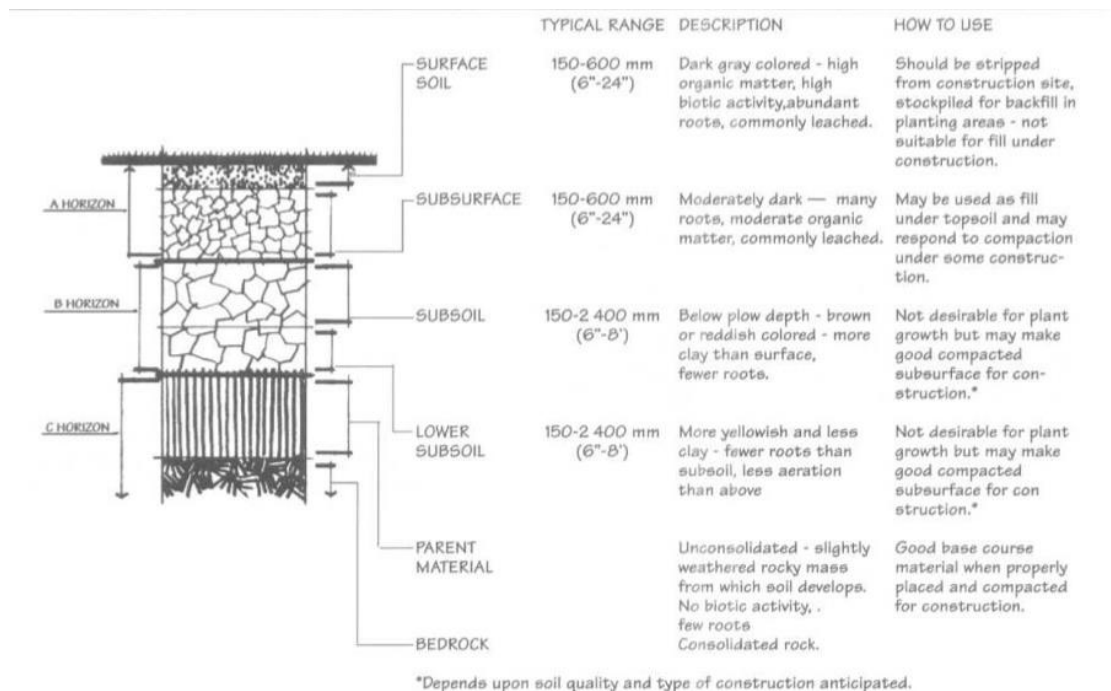 TYPICAL RANGE DESCRIPTION HOW TO USE
SURFACE
SOIL
150-600 mm
(6"-24")
Dark gray colored - high
organic matter, high
biotic activity,abundant
roots, commonly leached.
Should be stripped
from construction site,
stockpiled for backfill in
planting areas - not
suitable for fill under
construction.
A HORIZON
SUBSURFACE
150-600 mm
(6"-24")
Moderately dark — many
roots, moderate organic
matter, commonly leached.
May be used as fill
under topsoil and may
respond to compaction
under some construc-
tion.
B HORIZON
SUBSOIL
150-2 400 mm
(6"-8')
Below plow depth - brown
or reddish colored - more
clay than surface,
fewer roots.
Not desirable for plant
growth but may make
good compacted
subsurface for con-
struction.*
C HORIZON
LOWER
SUBSOIL
150-2 400 mm
(6"-8')
More yellowish and less
clay - fewer roots than
subsoil, less aeration
than above
Not desirable for plant
growth but may make
good compacted
subsurface for con
struction.*
PARENT
MATERIAL
Unconsolidated - slightly
weathered rocky mass
from which soil develops.
No biotic activity, .
few roots
Good base course
material when properly
placed and compacted
for construction.
BEDROCK
Consolidated rock.
*Depends upon soil quality and type of construction anticipated.